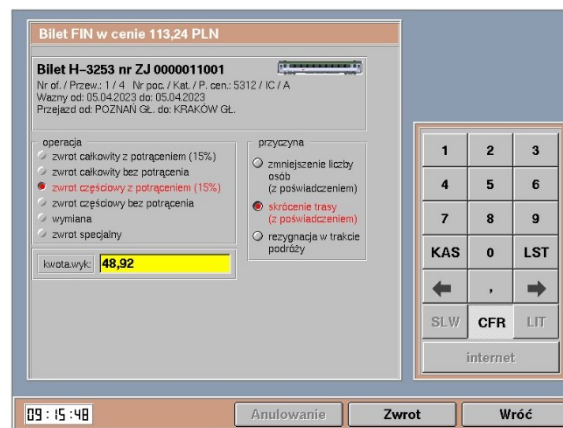 Bilet FIN w cenie 113,24 PLN
Bilet H-3253 nr ZJ 0000011001
Nr of. / Przew.: 1 / 4 Nr poc. / Kat. / P. cen.: 5312 / IC / A
Ważny od: 05.04.2023 do: 05.04.2023
Przejazd od: POZNAŃ GŁ. do: KRAKÓW GŁ.
operacja
zwrot całkowity z potrąceniem (15%)
zwrot całkowity bez potrącenia
zwrot częściowy z potrąceniem (15%)
zwrot częściowy bez potrącenia
wymiana
zwrot specjalny
przyczyna
zmniejszenie liczby
osób
(z poświadczeniem)
skrócenie trasy
(z poświadczeniem)
rezygnacja w trakcie
podróży
kwota.wyk: 48,92
1 2 3
4 5 6
7 8 9
KAS 0 LST
,
SLW CFR LIT
internet
09:15:48
Anulowanie Zwrot Wróć